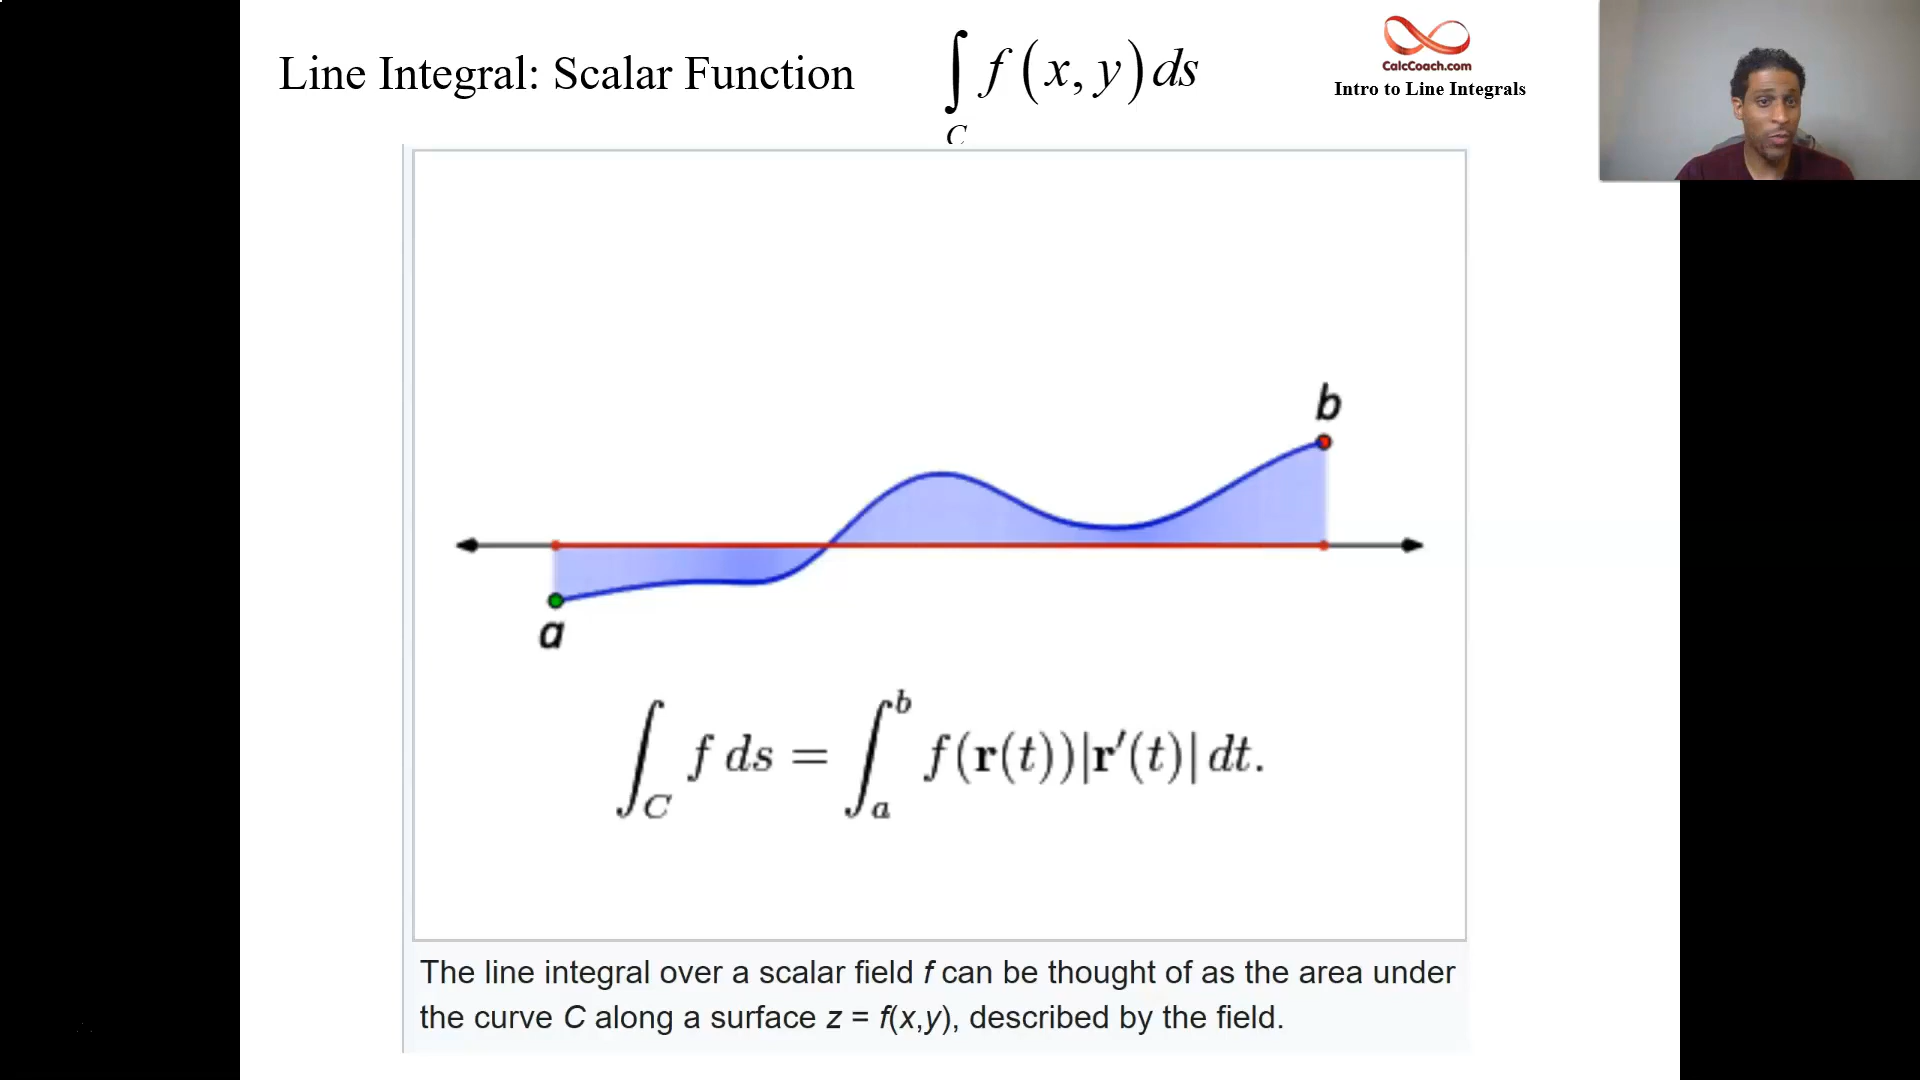 Line Integral: Scalar Function
∫_C f(x, y) ds
CalcCoach.com
Intro to Line Integrals
b
a
∫_C f ds = ∫_a^b f(r(t))|r′(t)| dt.
The line integral over a scalar field f can be thought of as the area under
the curve C along a surface z = f(x,y), described by the field.